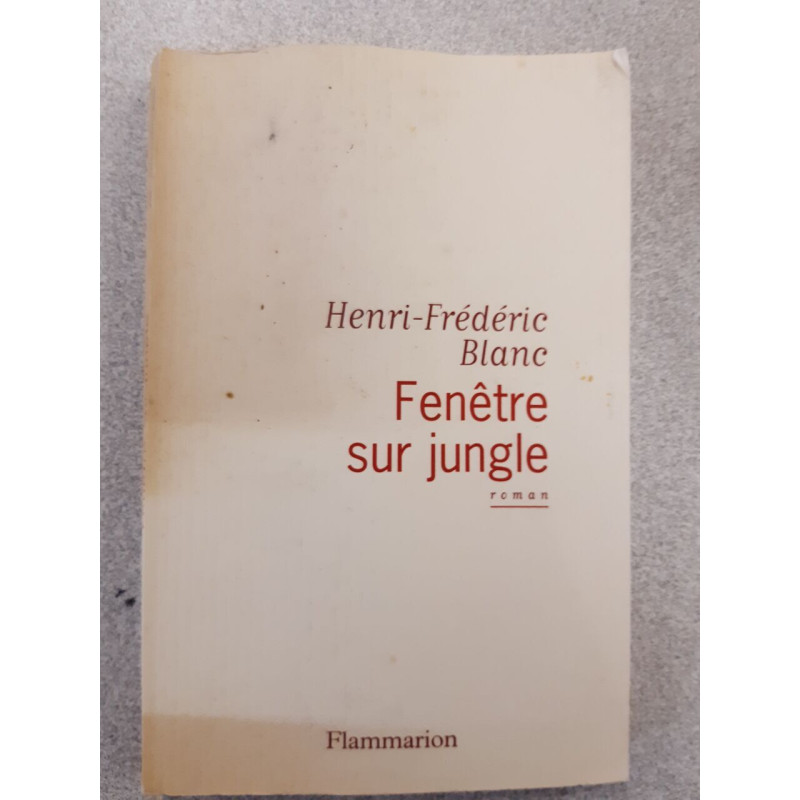 Henri-Frédéric
Blanc
Fenêtre
sur jungle
roman
Flammarion